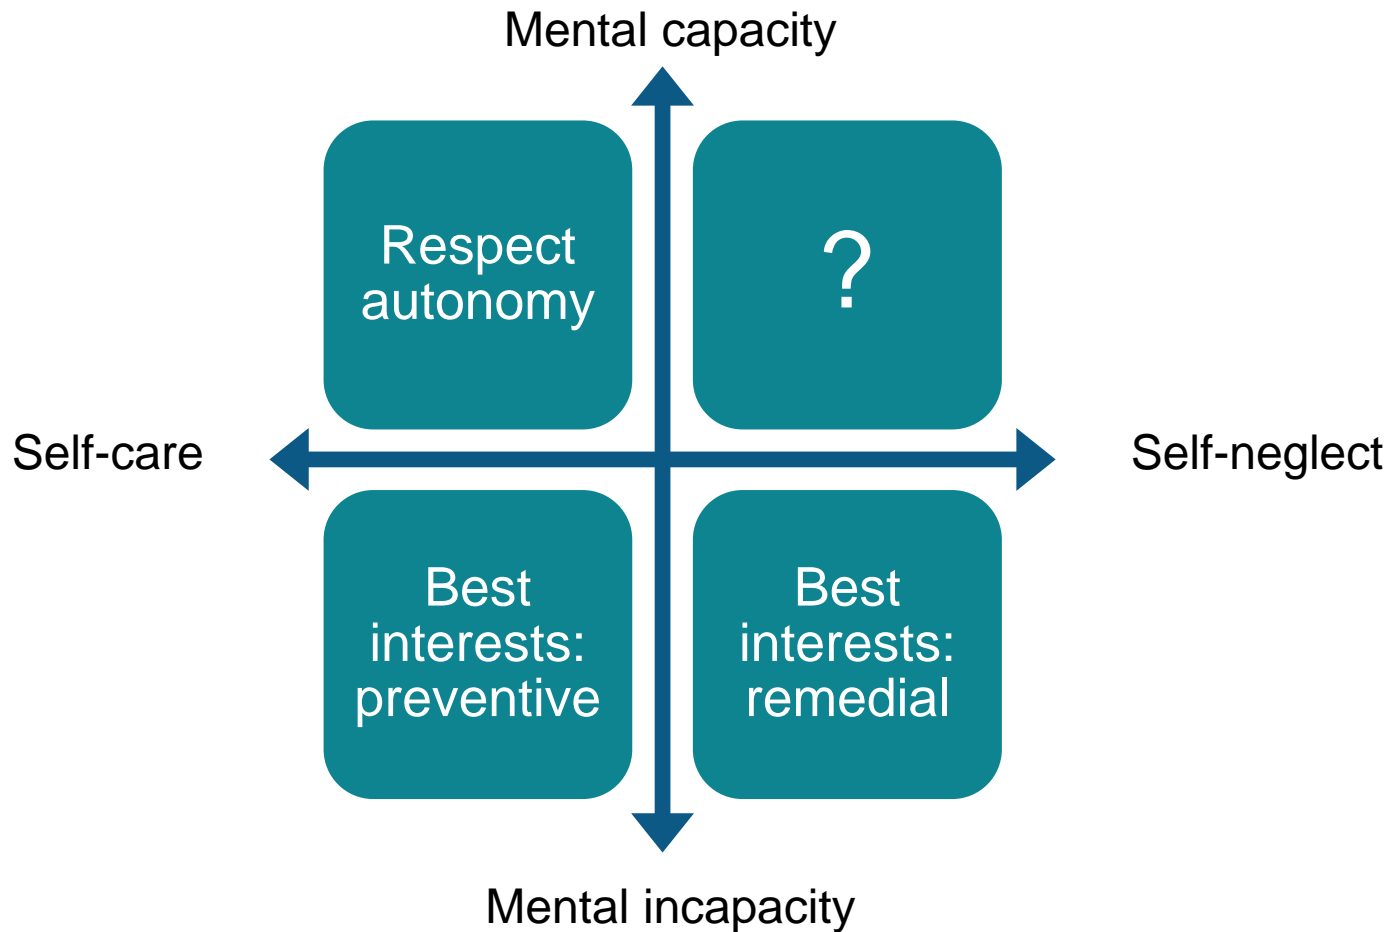 Mental capacity
Respect
autonomy
?
Self-care
Self-neglect
Best
interests:
preventive
Best
interests:
remedial
Mental incapacity